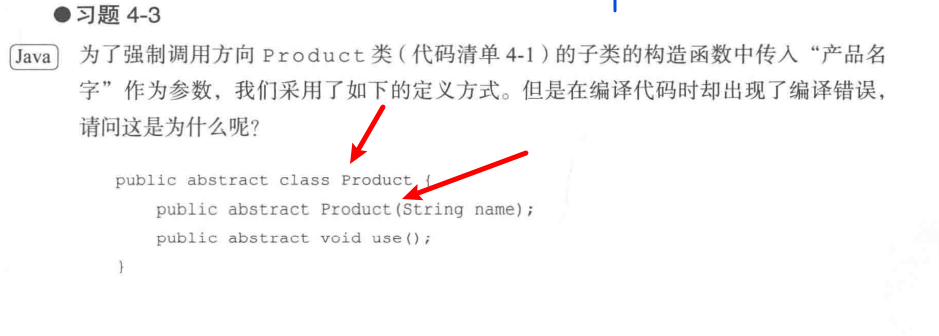 ●习题 4-3
Java 为了强制调用方向 Product 类（代码清单 4-1）的子类的构造函数中传入“产品名
字”作为参数，我们采用了如下的定义方式。但是在编译代码时却出现了编译错误，
请问这是为什么呢？
public abstract class Product {
public abstract Product(String name);
public abstract void use();
}